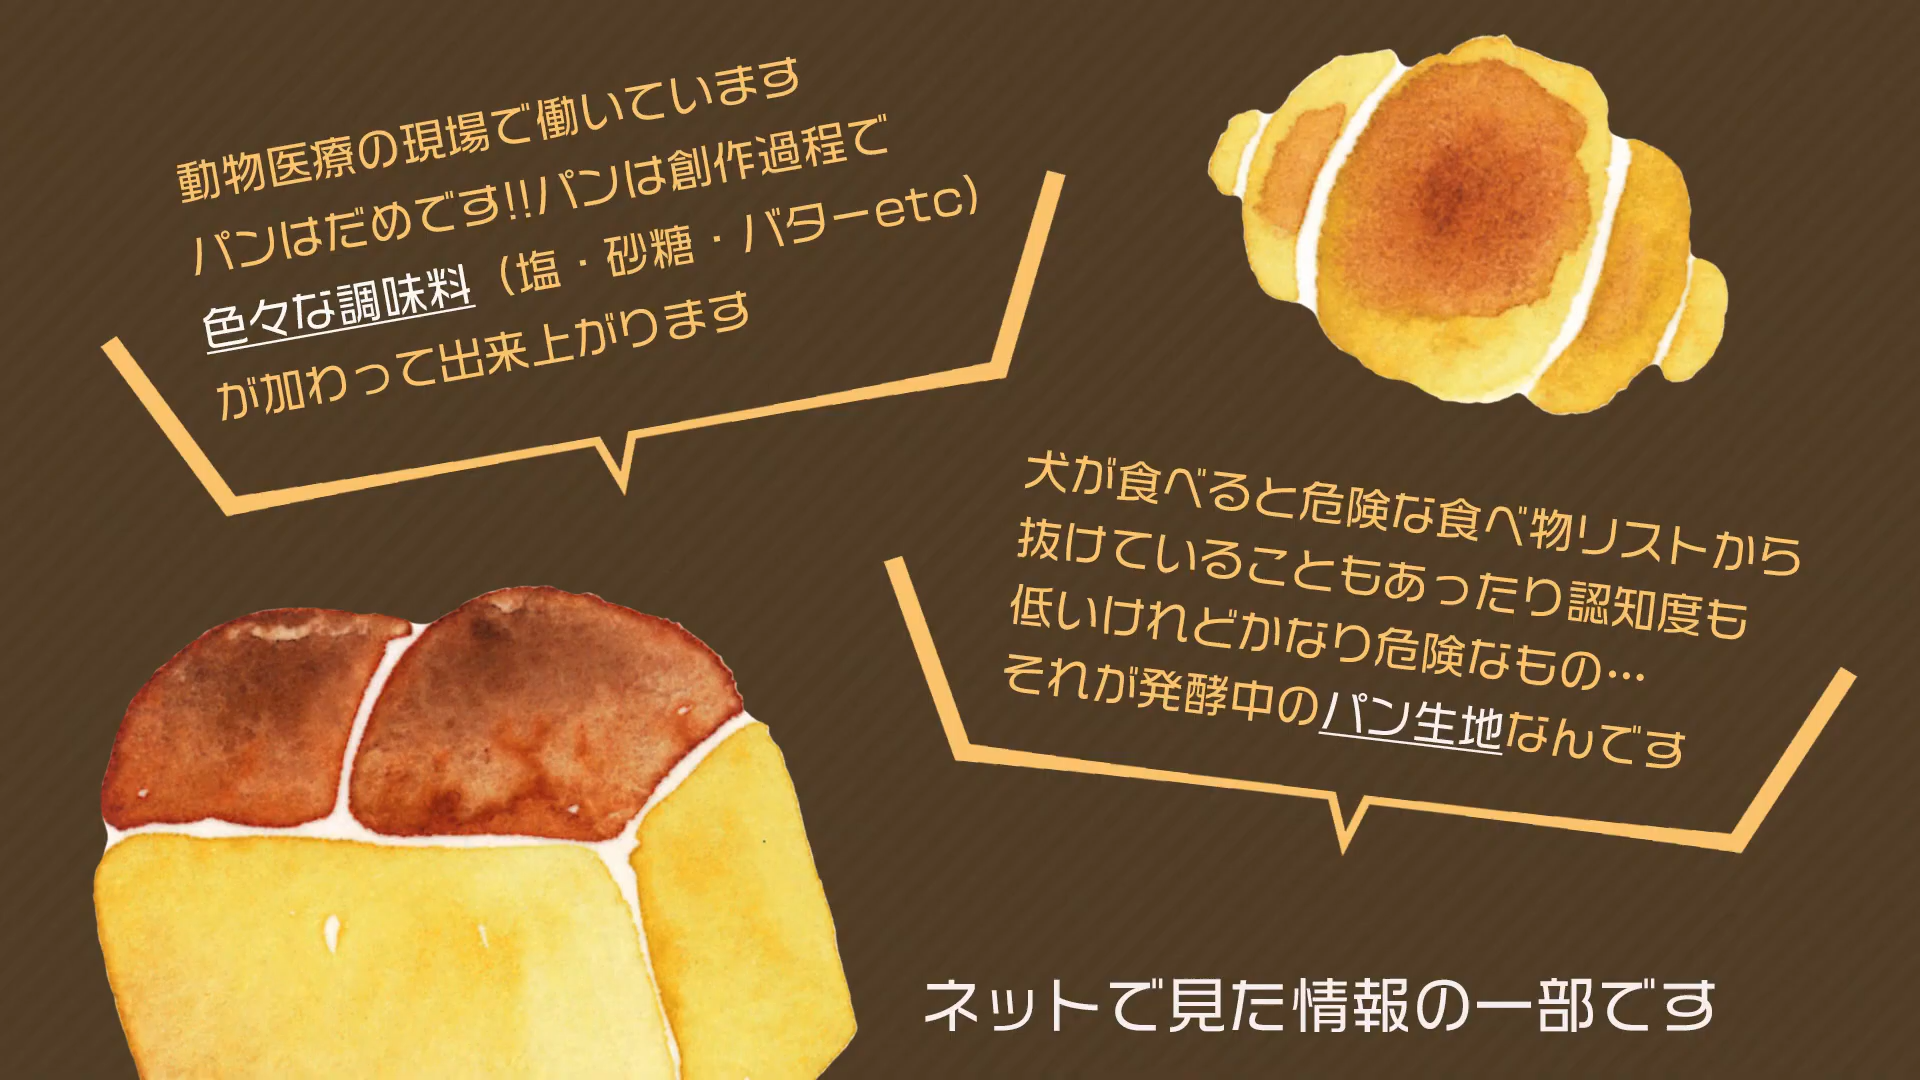 動物医療の現場で働いています
パンはだめです!!パンは創作過程で
色々な調味料（塩・砂糖・バターetc）
が加わって出来上がります
犬が食べると危険な食べ物リストから
抜けていることもあったり認知度も
低いけれどかなり危険なもの…
それが発酵中のパン生地なんです
ネットで見た情報の一部です